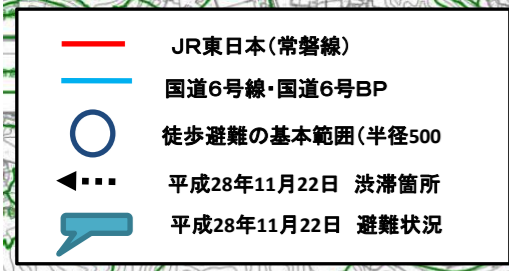 JR東日本（常磐線）
国道６号線・国道６号BP
徒歩避難の基本範囲（半径500
平成28年11月22日　渋滞箇所
平成28年11月22日　避難状況